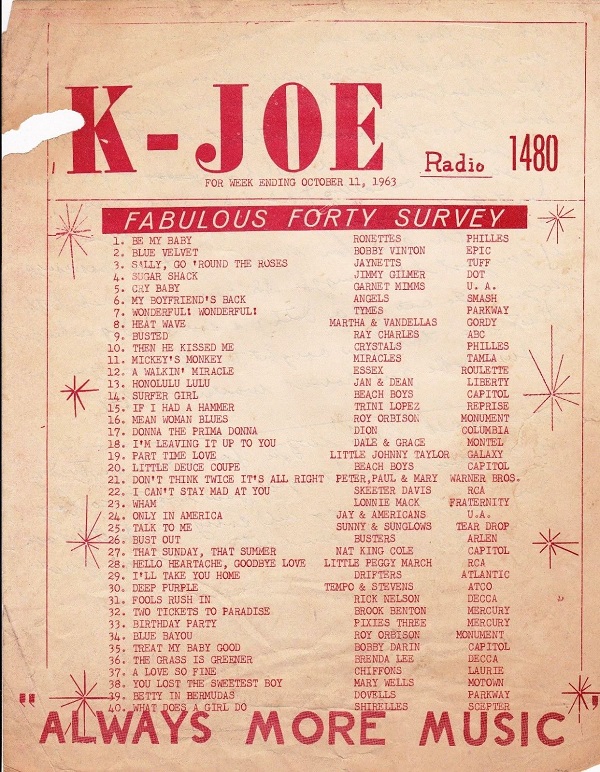 K-JOE Radio 1480
FOR WEEK ENDING OCTOBER 11, 1963
FABULOUS FORTY SURVEY
1. BE MY BABY RONETTES PHILLES
2. BLUE VELVET BOBBY VINTON EPIC
3. SALLY, GO 'ROUND THE ROSES JAYNETTS TUFF
4. SUGAR SHACK JIMMY GILMER DOT
5. CRY BABY GARNET MIMMS U. A.
6. MY BOYFRIEND'S BACK ANGELS SMASH
7. WONDERFUL! WONDERFUL! TYMES PARKWAY
8. HEAT WAVE MARTHA & VANDELLAS GORDY
9. BUSTED RAY CHARLES ABC
10. THEN HE KISSED ME CRYSTALS PHILLES
11. MICKEY'S MONKEY MIRACLES TAMLA
12. A WALKIN' MIRACLE ESSEX ROULETTE
13. HONOLULU LULU JAN & DEAN LIBERTY
14. SURFER GIRL BEACH BOYS CAPITOL
15. IF I HAD A HAMMER TRINI LOPEZ REPRISE
16. MEAN WOMAN BLUES ROY ORBISON MONUMENT
17. DONNA THE PRIMA DONNA DION COLUMBIA
18. I'M LEAVING IT UP TO YOU DALE & GRACE MONTEL
19. PART TIME LOVE LITTLE JOHNNY TAYLOR GALAXY
20. LITTLE DEUCE COUPE BEACH BOYS CAPITOL
21. DON'T THINK TWICE IT'S ALL RIGHT PETER,PAUL & MARY WARNER BROS.
22. I CAN'T STAY MAD AT YOU SKEETER DAVIS RCA
23. WHAM LONNIE MACK FRATERNITY
24. ONLY IN AMERICA JAY & AMERICANS U.A.
25. TALK TO ME SUNNY & SUNGLOWS TEAR DROP
26. BUST OUT BUSTERS ARLEN
27. THAT SUNDAY, THAT SUMMER NAT KING COLE CAPITOL
28. HELLO HEARTACHE, GOODBYE LOVE LITTLE PEGGY MARCH RCA
29. I'LL TAKE YOU HOME DRIFTERS ATLANTIC
30. DEEP PURPLE TEMPO & STEVENS ATCO
31. FOOLS RUSH IN RICK NELSON DECCA
32. TWO TICKETS TO PARADISE BROOK BENTON MERCURY
33. BIRTHDAY PARTY PIXIES THREE MERCURY
34. BLUE BAYOU ROY ORBISON MONUMENT
35. TREAT MY BABY GOOD BOBBY DARIN CAPITOL
36. THE GRASS IS GREENER BRENDA LEE DECCA
37. A LOVE SO FINE CHIFFONS LAURIE
38. YOU LOST THE SWEETEST BOY MARY WELLS MOTOWN
39. BETTY IN BERMUDAS DOVELLS PARKWAY
40. WHAT DOES A GIRL DO SHIRELLES SCEPTER
"ALWAYS MORE MUSIC"